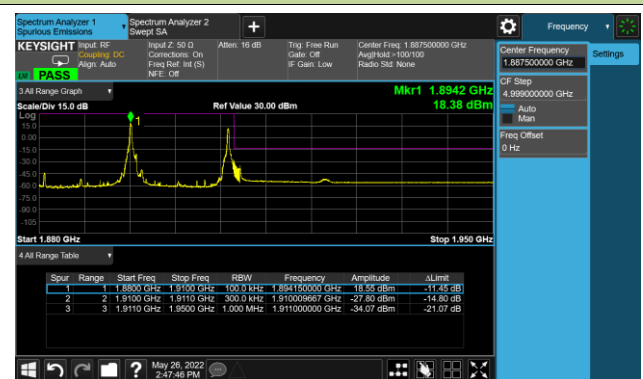 Spectrum Analyzer 1
Spurious Emissions
Spectrum Analyzer 2
Swept SA
Frequency
KEYSIGHT
Input: RF
Coupling: DC
Align: Auto
Input Z: 50 Ω
Corrections: On
Freq Ref: Int (S)
NFE: Off
Atten: 16 dB
Trig: Free Run
Gate: Off
IF Gain: Low
Center Freq: 1.887500000 GHz
Avg|Hold:>100/100
Radio Std: None
PASS
Center Frequency
1.887500000 GHz
Settings
CF Step
4.999000000 GHz
Auto
Man
Freq Offset
0 Hz
3 All Range Graph
Mkr1 1.8942 GHz
Scale/Div 15.0 dB
Ref Value 30.00 dBm
18.38 dBm
Log
15.0
0.00
-15.0
-30.0
-45.0
-60.0
-75.0
-90.0
-105
1
Start 1.880 GHz
Stop 1.950 GHz
4 All Range Table
Spur Range Start Freq Stop Freq RBW Frequency Amplitude ΔLimit
1 1 1.8800 GHz 1.9100 GHz 100.0 kHz 1.894150000 GHz 18.55 dBm -11.45 dB
2 2 1.9100 GHz 1.9110 GHz 300.0 kHz 1.910009667 GHz -27.80 dBm -14.80 dB
3 3 1.9110 GHz 1.9500 GHz 1.000 MHz 1.911000000 GHz -34.07 dBm -21.07 dB
May 26, 2022
2:47:46 PM